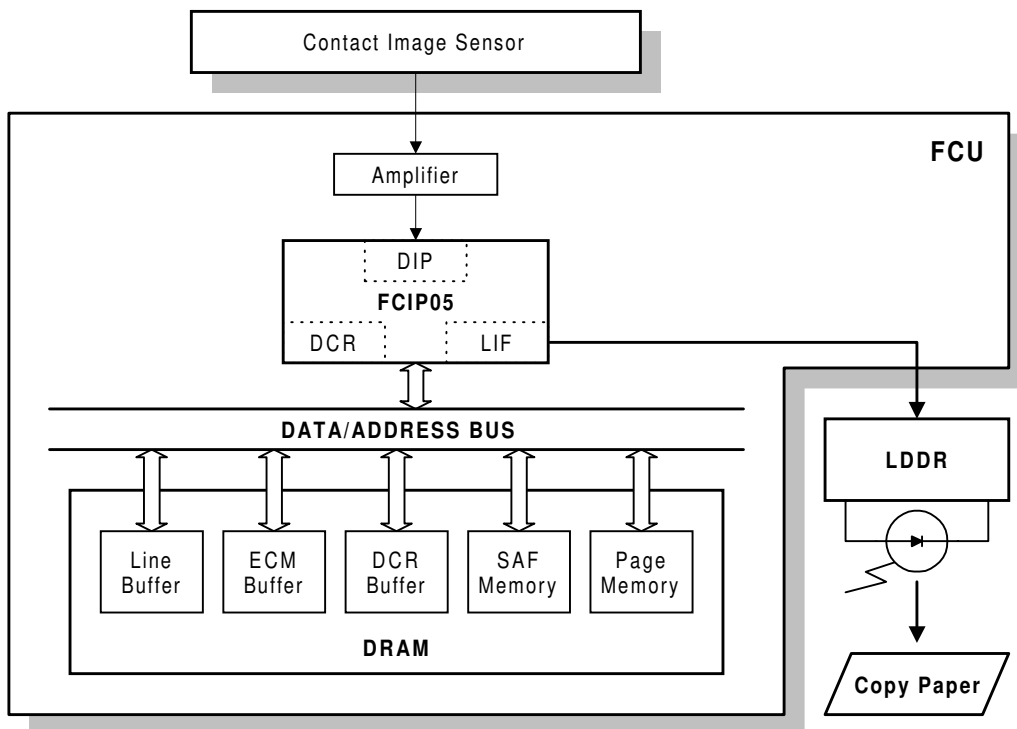 Contact Image Sensor
FCU
Amplifier
DIP
FCIP05
DCR
LIF
DATA/ADDRESS BUS
LDDR
Line
Buffer
ECM
Buffer
DCR
Buffer
SAF
Memory
Page
Memory
DRAM
Copy Paper